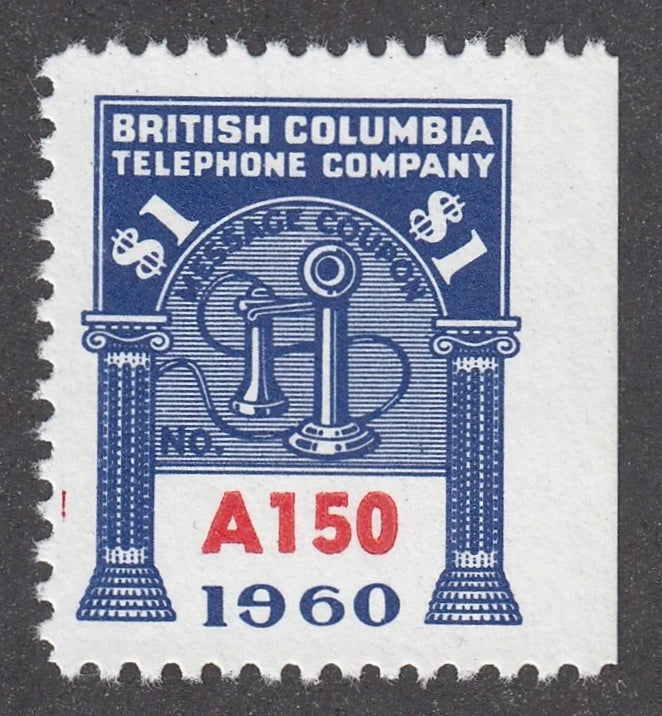 BRITISH COLUMBIA
TELEPHONE COMPANY
$1 $1
MESSAGE COUPON
NO.
A150
1960